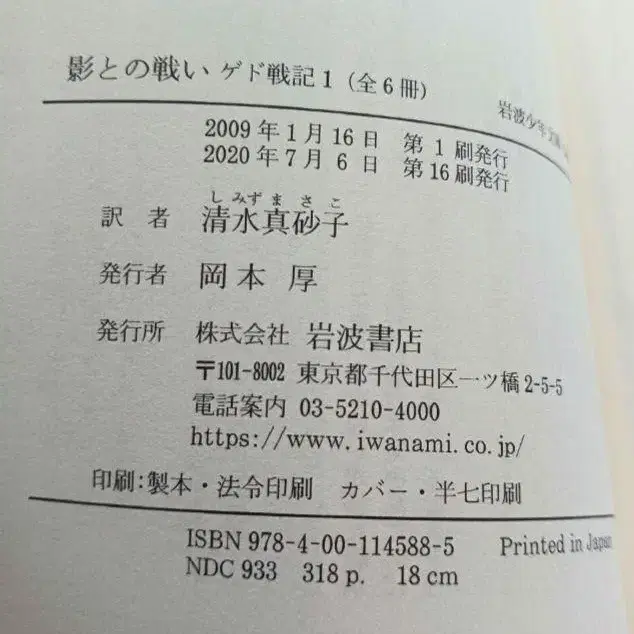 影との戦い ゲド戦記1（全6冊）
岩波少年文庫
2009年1月16日 第1刷発行
2020年7月6日 第16刷発行
しみずまさこ
訳者 清水真砂子
発行者 岡本厚
発行所 株式会社 岩波書店
〒101-8002 東京都千代田区一ツ橋2-5-5
電話案内 03-5210-4000
https://www.iwanami.co.jp/
印刷:製本・法令印刷 カバー・半七印刷
ISBN 978-4-00-114588-5 Printed in Japan
NDC 933 318 p. 18 cm